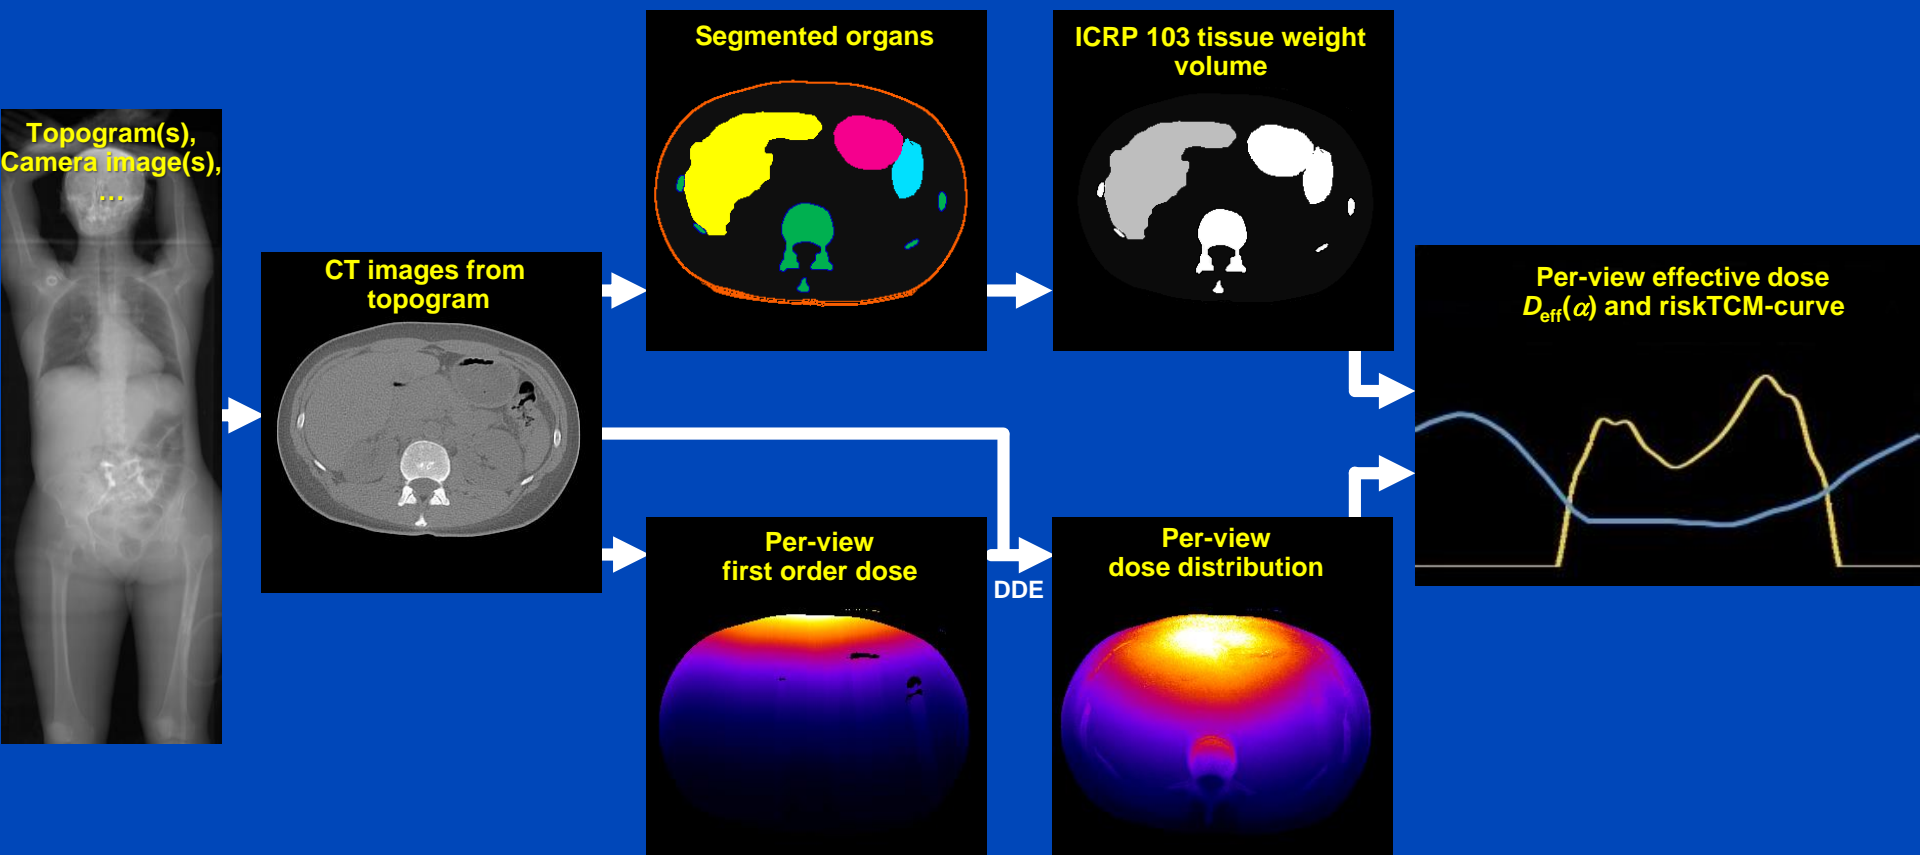 Topogram(s),
Camera image(s),
...
CT images from
topogram
Segmented organs
ICRP 103 tissue weight
volume
Per-view
first order dose
DDE
Per-view
dose distribution
Per-view effective dose
Deff(α) and riskTCM-curve